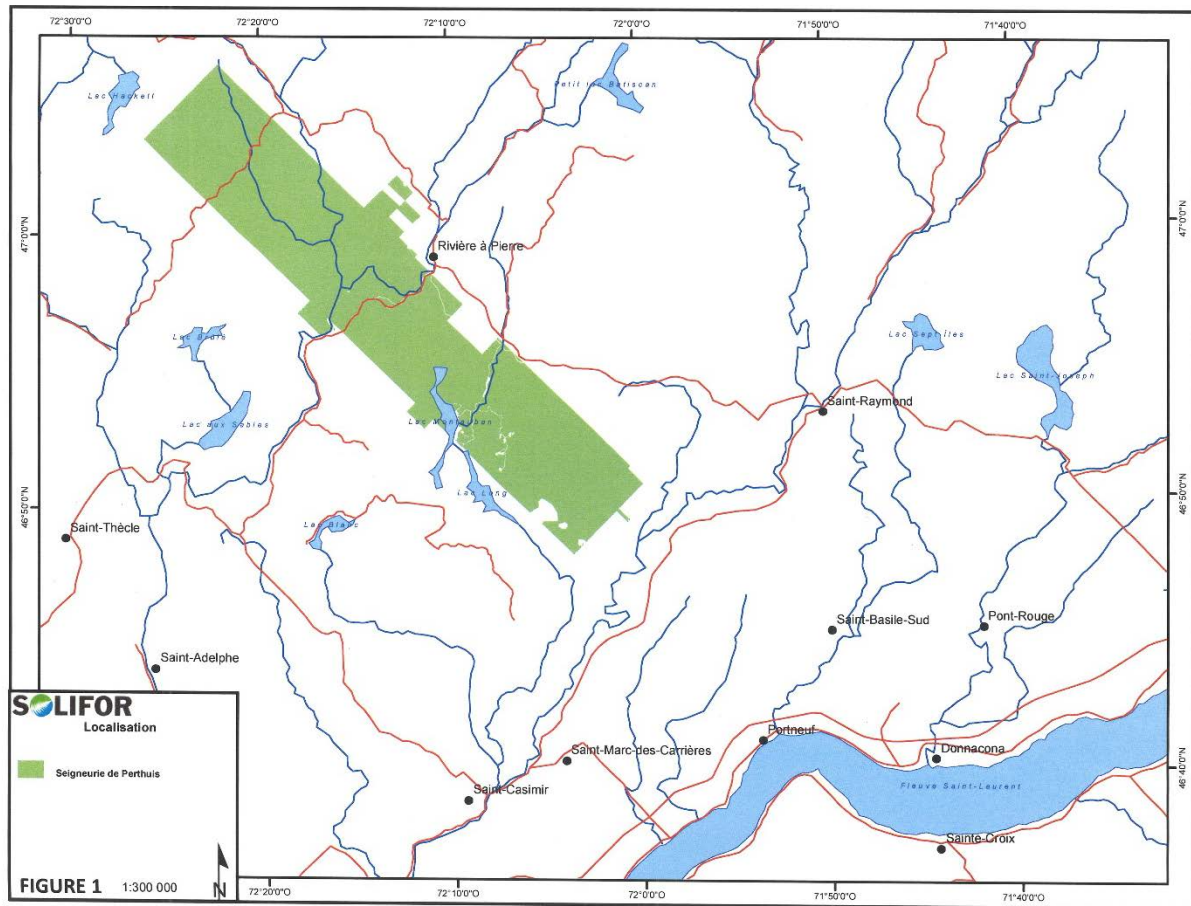 72°30'0"O 72°20'0"O 72°10'0"O 72°0'0"O 71°50'0"O 71°40'0"O
Lac Hackett
Petit lac Batiscan
47°0'0"N
47°0'0"N
Rivière à Pierre
Lac Brûlé
Lac Sept-Îles
Lac Saint-Joseph
Lac aux Sables
Lac Montauban
Saint-Raymond
Lac Long
46°50'0"N
46°50'0"N
Lac Blanc
Saint-Thècle
Saint-Basile-Sud
Pont-Rouge
Saint-Adelphe
SOLIFOR
Localisation
Seigneurie de Perthuis
Portneuf
Saint-Marc-des-Carrières
Donnacona
46°40'0"N
Fleuve Saint-Laurent
Saint-Casimir
Sainte-Croix
FIGURE 1 1:300 000 N
72°20'0"O 72°10'0"O 72°0'0"O 71°50'0"O 71°40'0"O